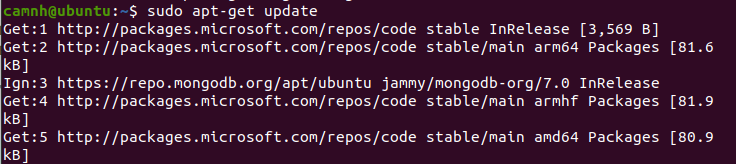 camnh@ubuntu:~$ sudo apt-get update
Get:1 http://packages.microsoft.com/repos/code stable InRelease [3,569 B]
Get:2 http://packages.microsoft.com/repos/code stable/main arm64 Packages [81.6
kB]
Ign:3 https://repo.mongodb.org/apt/ubuntu jammy/mongodb-org/7.0 InRelease
Get:4 http://packages.microsoft.com/repos/code stable/main armhf Packages [81.9
kB]
Get:5 http://packages.microsoft.com/repos/code stable/main amd64 Packages [80.9
kB]